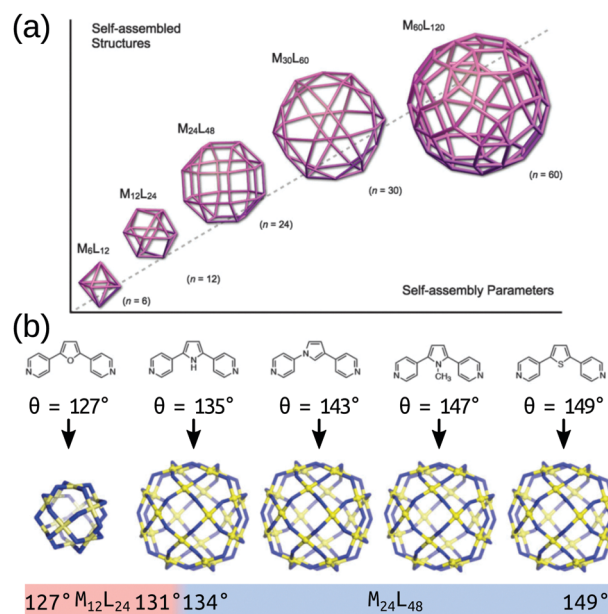 (a)
Self-assembled
Structures
M60L120
M30L60
M24L48
M12L24
M6L12
(n = 60)
(n = 30)
(n = 24)
(n = 12)
(n = 6)
Self-assembly Parameters
(b)
N O N
N N H N
N N N
N N CH3 N
N S N
θ = 127° θ = 135° θ = 143° θ = 147° θ = 149°
127° M12L24 131° 134° M24L48 149°